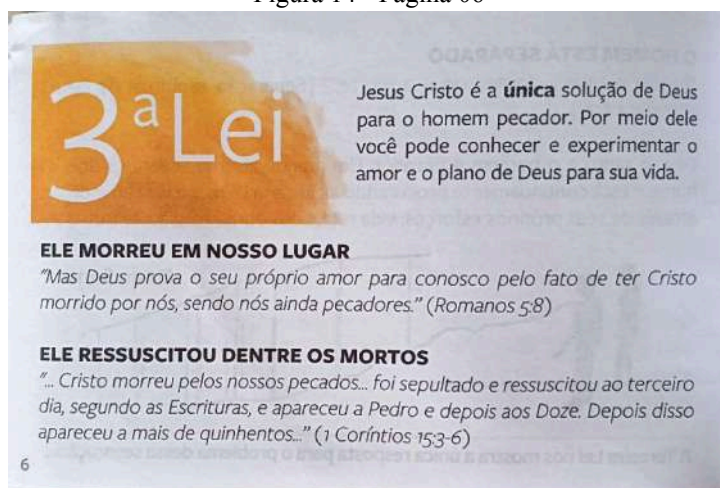 3ª Lei
Jesus Cristo é a única solução de Deus
para o homem pecador. Por meio dele
você pode conhecer e experimentar o
amor e o plano de Deus para sua vida.
ELE MORREU EM NOSSO LUGAR
"Mas Deus prova o seu próprio amor para conosco pelo fato de ter Cristo
morrido por nós, sendo nós ainda pecadores." (Romanos 5:8)
ELE RESSUSCITOU DENTRE OS MORTOS
"... Cristo morreu pelos nossos pecados... foi sepultado e ressuscitou ao terceiro
dia, segundo as Escrituras, e apareceu a Pedro e depois aos Doze. Depois disso
apareceu a mais de quinhentos..." (1 Coríntios 15:3-6)
6